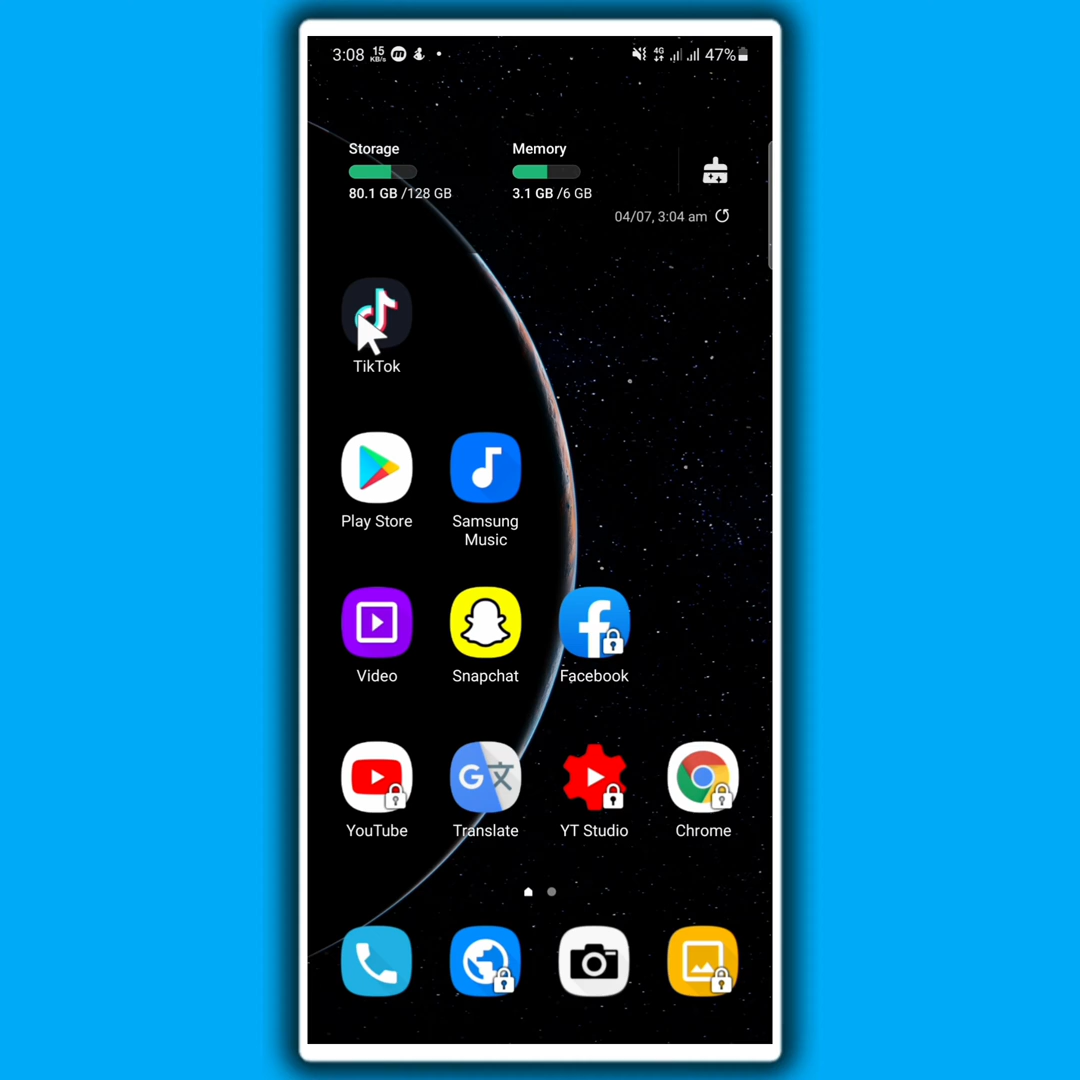 3:08 15 KB/s 4G 47%
Storage Memory
80.1 GB /128 GB 3.1 GB /6 GB
04/07, 3:04 am
TikTok
Play Store Samsung
Music
Video Snapchat Facebook
YouTube Translate YT Studio Chrome